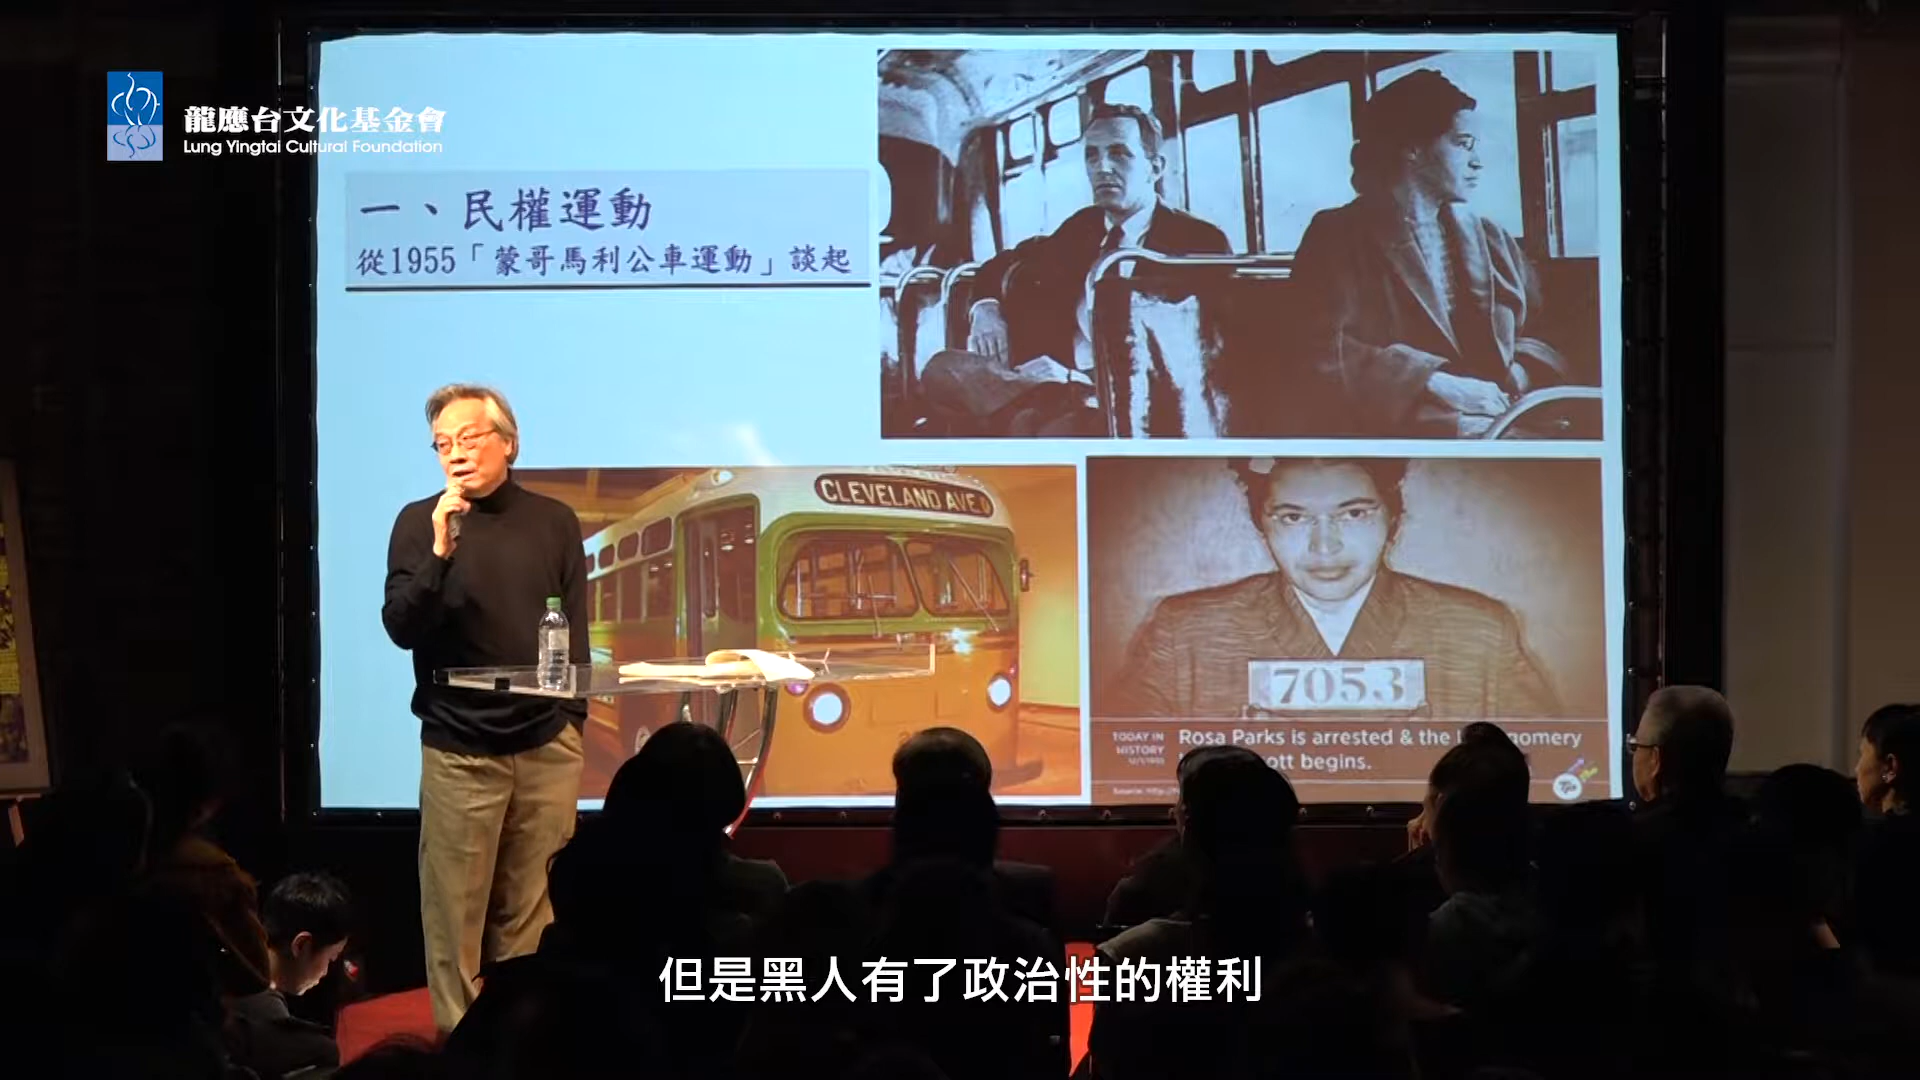 龍應台文化基金會
Lung Yingtai Cultural Foundation
一、民權運動
從1955「蒙哥馬利公車運動」談起
CLEVELAND AVE.
7053
TODAY IN
HISTORY
Rosa Parks is arrested & the gomery
ott begins.
但是黑人有了政治性的權利